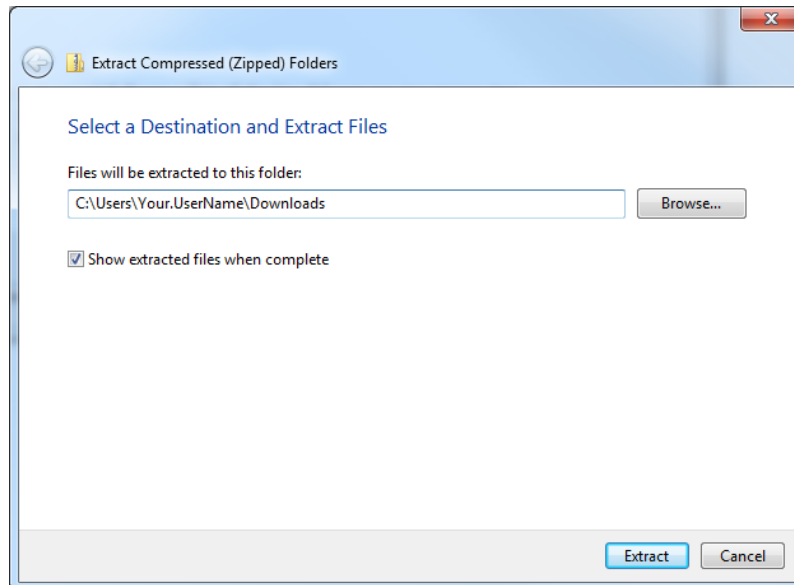 Extract Compressed (Zipped) Folders
Select a Destination and Extract Files
Files will be extracted to this folder:
C:\Users\Your.UserName\Downloads
Browse...
Show extracted files when complete
Extract
Cancel